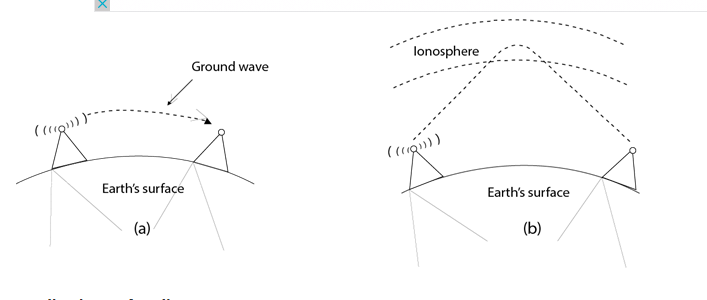 Ground wave
Earth's surface
(a)
Ionosphere
Earth's surface
(b)